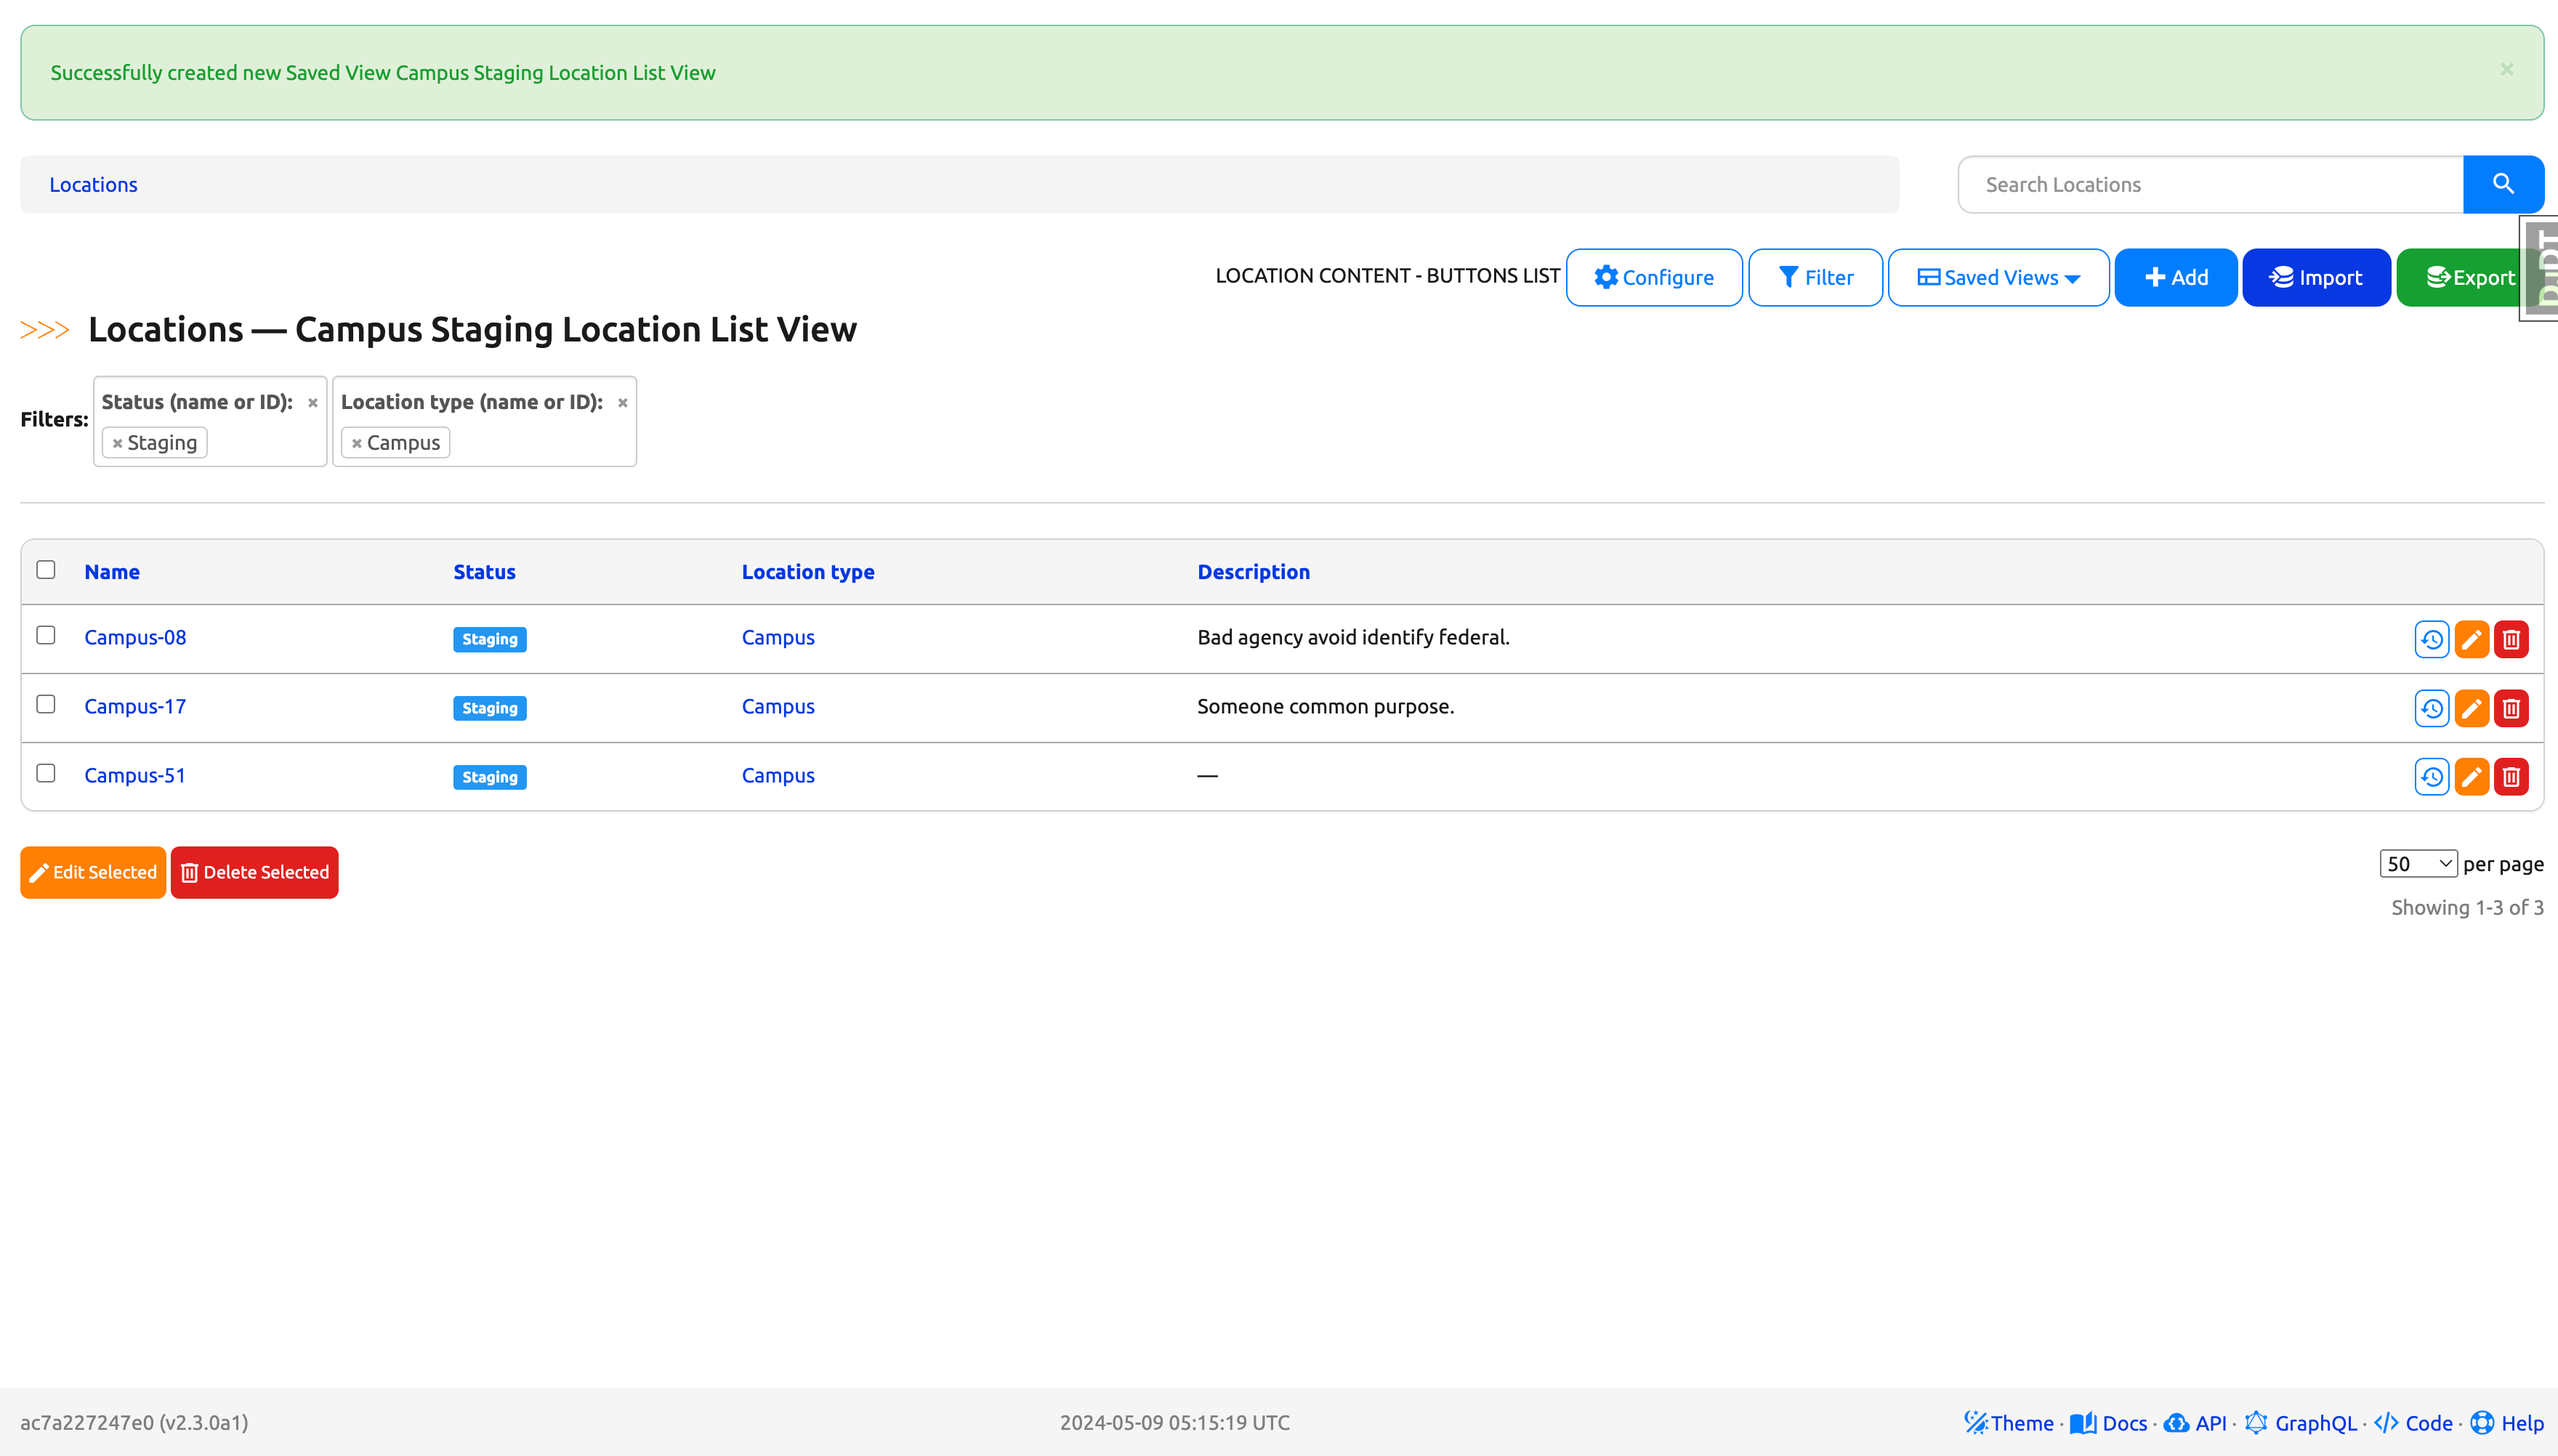 Successfully created new Saved View Campus Staging Location List View
×
Locations
Search Locations
LOCATION CONTENT - BUTTONS LIST Configure Filter Saved Views Add Import Export
>>> Locations — Campus Staging Location List View
Filters: Status (name or ID): × Location type (name or ID): ×
× Staging × Campus
Name Status Location type Description
Campus-08 Staging Campus Bad agency avoid identify federal.
Campus-17 Staging Campus Someone common purpose.
Campus-51 Staging Campus —
Edit Selected Delete Selected 50 per page
Showing 1-3 of 3
ac7a227247e0 (v2.3.0a1) 2024-05-09 05:15:19 UTC Theme · Docs · API · GraphQL · Code · Help